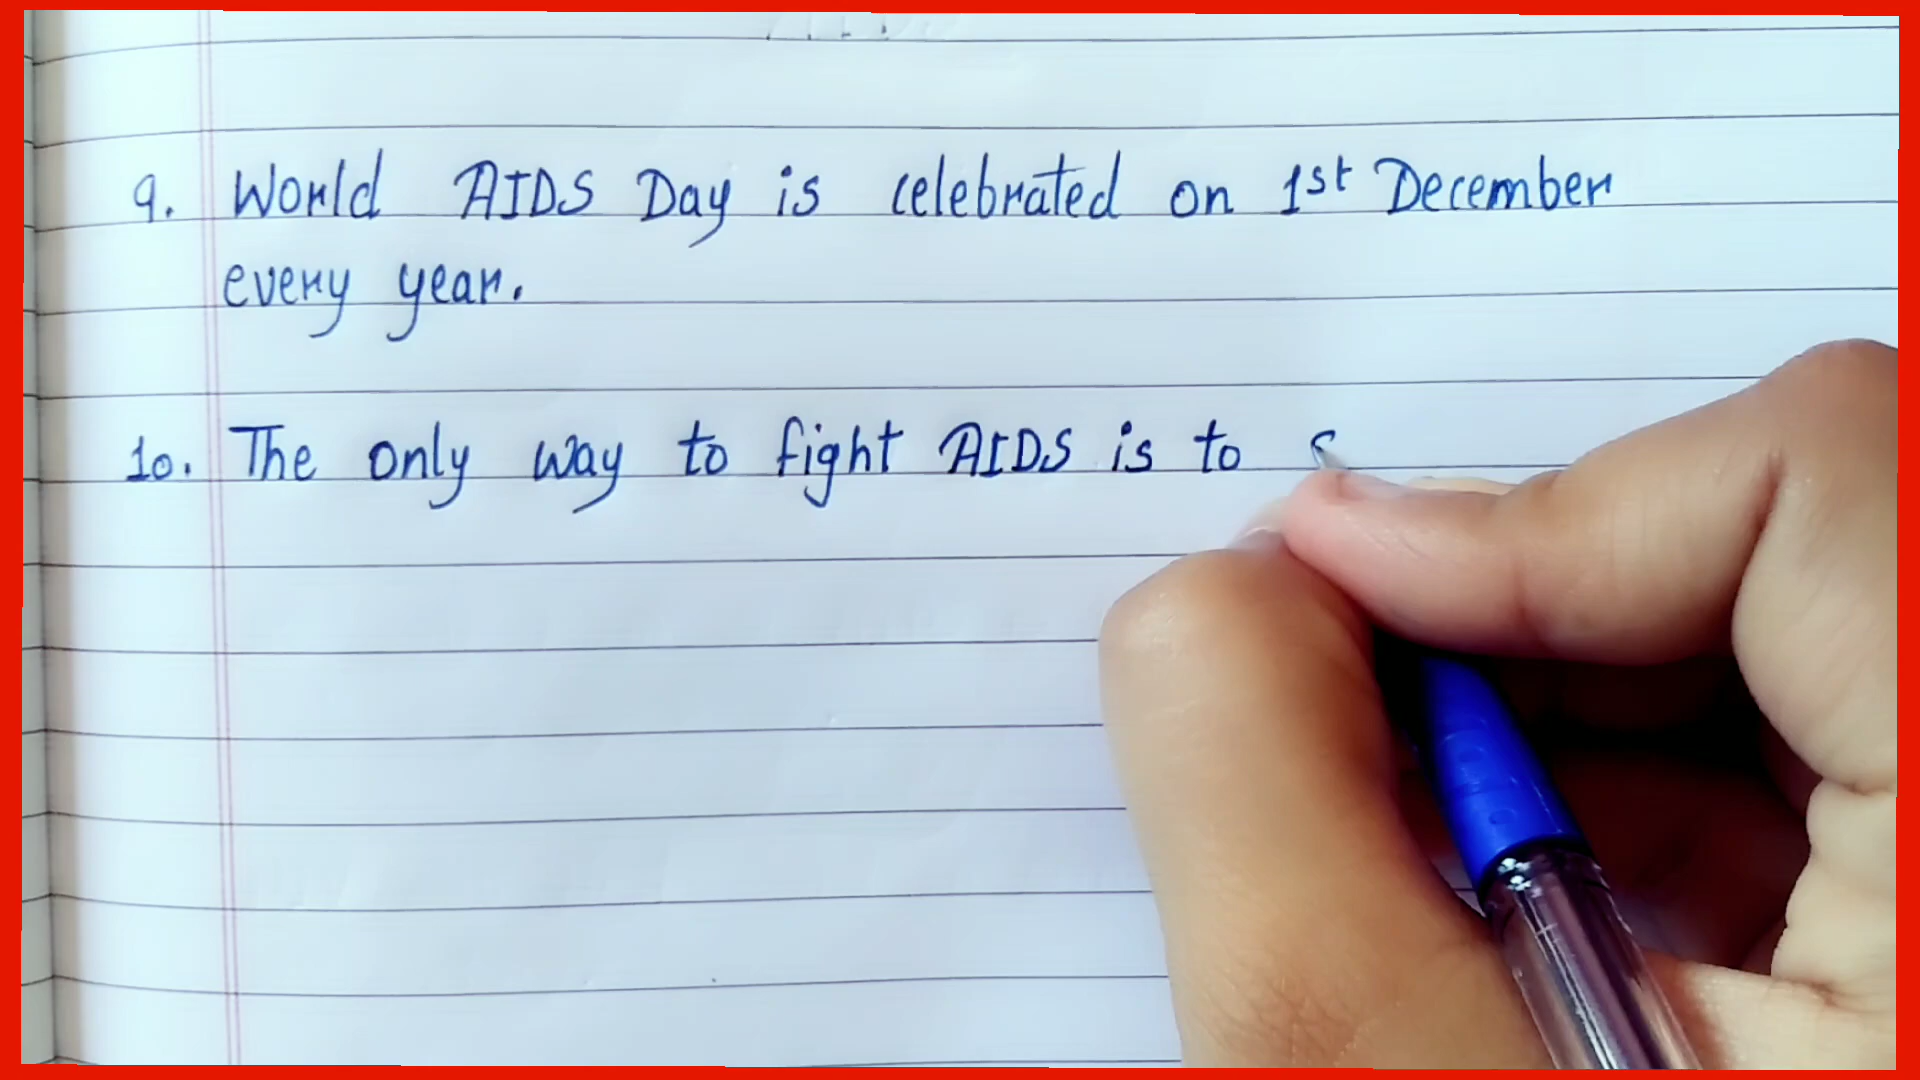 9. World AIDS Day is celebrated on 1st December
every year.
10. The only way to fight AIDS is to